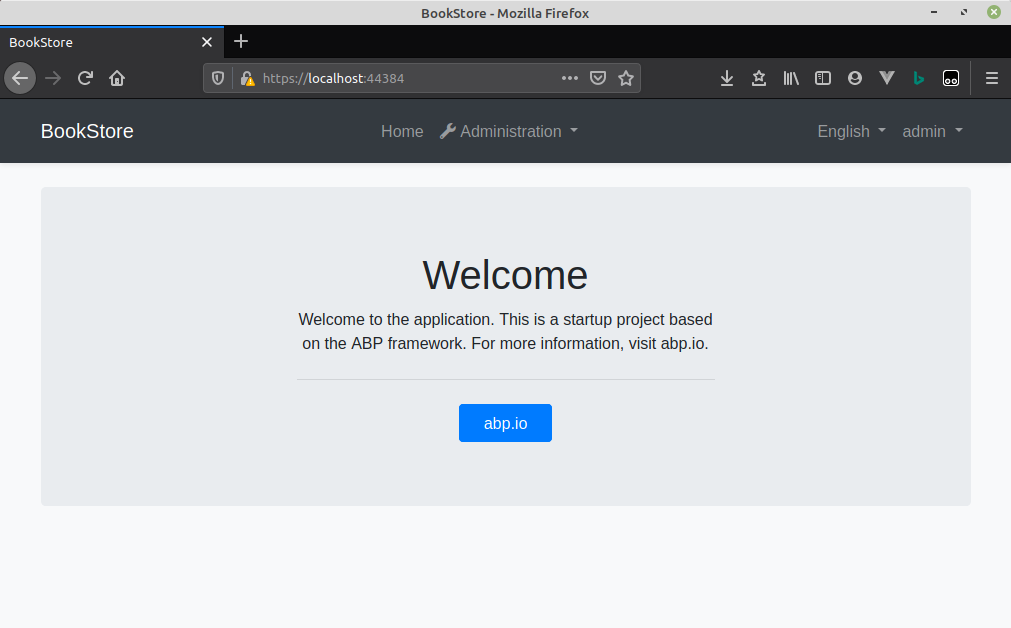 BookStore - Mozilla Firefox
BookStore
https://localhost:44384
BookStore
Home
Administration
English
admin
Welcome
Welcome to the application. This is a startup project based
on the ABP framework. For more information, visit abp.io.
abp.io